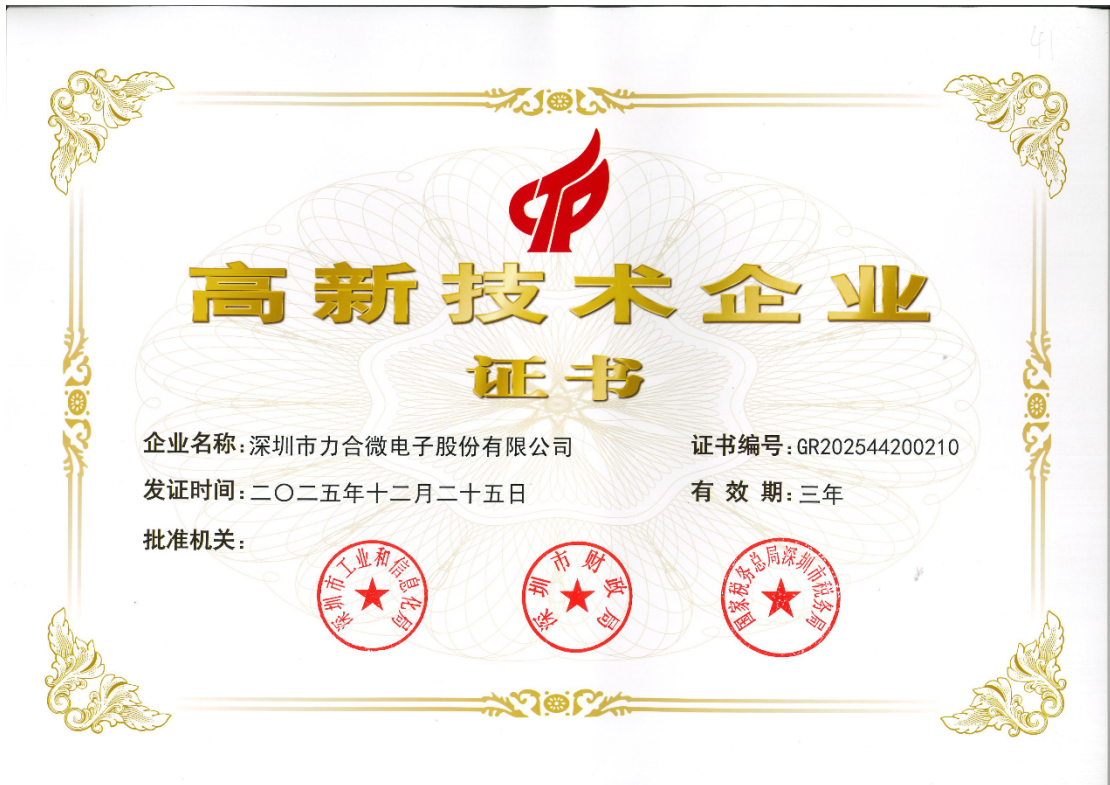 41
高新技术企业
证书
企业名称:深圳市力合微电子股份有限公司
证书编号:GR202544200210
发证时间:二〇二五年十二月二十五日
有效期:三年
批准机关:
深圳市工业和信息化局
深圳市财政局
国家税务总局深圳市税务局